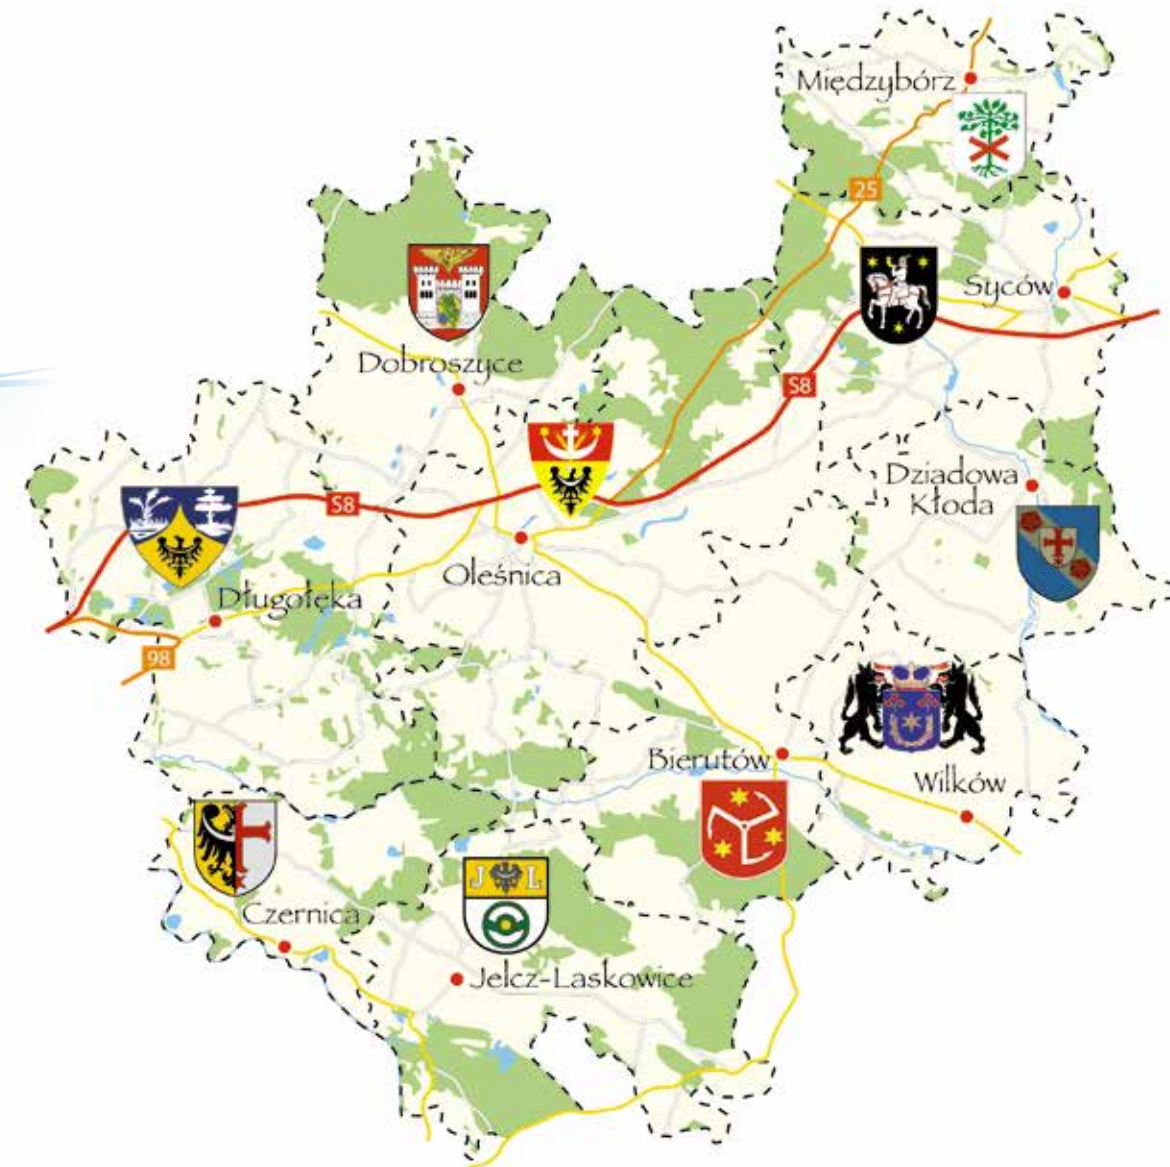 Międzybórz
25
Syców
Dobroszyce
S8
Dziadowa
Kłoda
S8
Oleśnica
Długołęka
98
Bierutów
Wilków
J L
Czernica
Jelcz-Laskowice